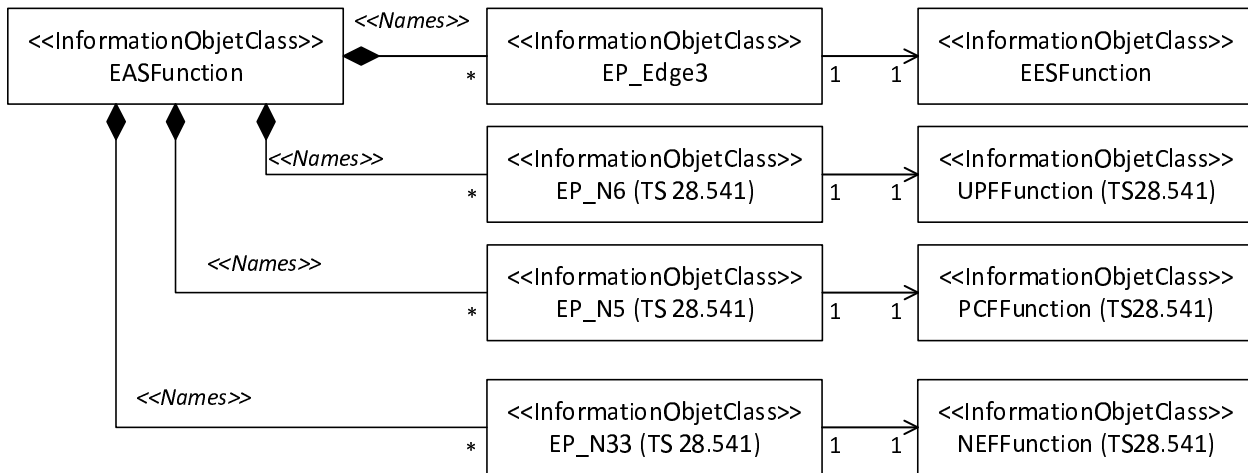 <<InformationObjetClass>>
EASFunction
<<Names>>
*
<<InformationObjetClass>>
EP_Edge3
1
1
<<InformationObjetClass>>
EESFunction
<<Names>>
*
<<InformationObjetClass>>
EP_N6 (TS 28.541)
1
1
<<InformationObjetClass>>
UPFFunction (TS28.541)
<<Names>>
*
<<InformationObjetClass>>
EP_N5 (TS 28.541)
1
1
<<InformationObjetClass>>
PCFFunction (TS28.541)
<<Names>>
*
<<InformationObjetClass>>
EP_N33 (TS 28.541)
1
1
<<InformationObjetClass>>
NEFFunction (TS28.541)